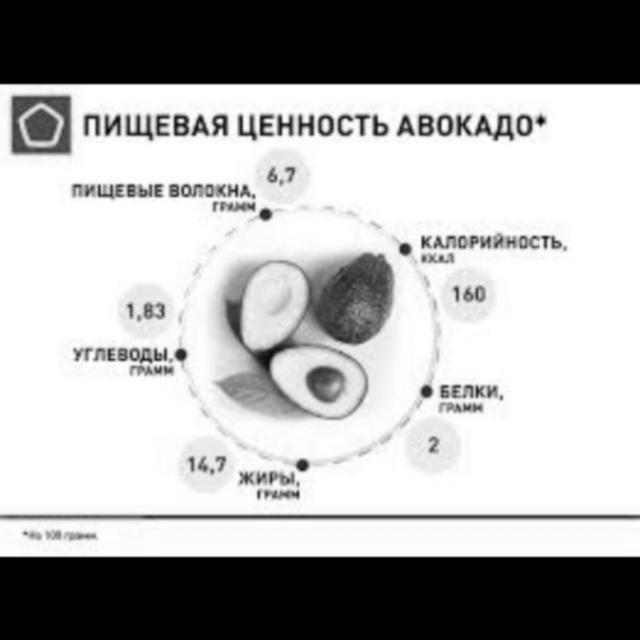 ПИЩЕВАЯ ЦЕННОСТЬ АВОКАДО*
6,7
ПИЩЕВЫЕ ВОЛОКНА,
ГРАММ
КАЛОРИЙНОСТЬ,
ККАЛ
160
1,83
УГЛЕВОДЫ,
ГРАММ
БЕЛКИ,
ГРАММ
2
14,7
ЖИРЫ,
ГРАММ
*На 100 грамм.